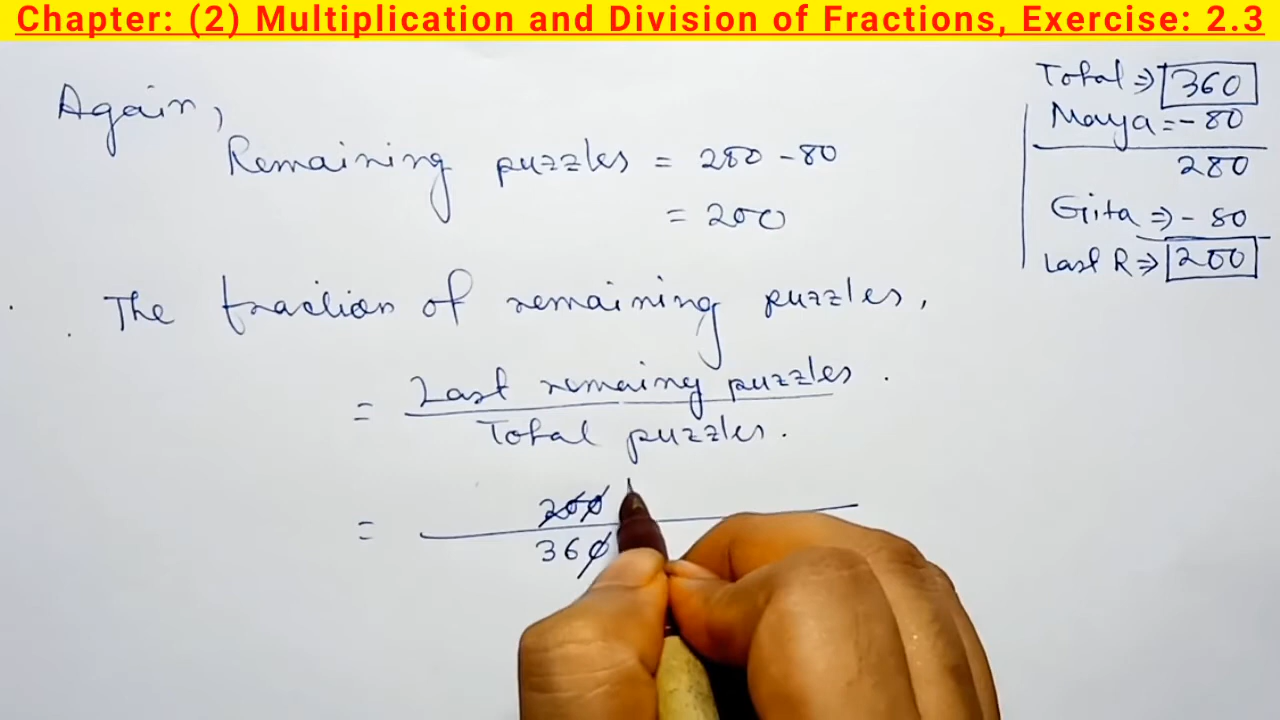 Chapter: (2) Multiplication and Division of Fractions, Exercise: 2.3
Again,
Remaining puzzles = 280 - 80
= 200
The fraction of remaining puzzles,
= Last remaing puzzles.
Total puzzles.
= 200
360
Total ⇒ 360
Maya = - 80
280
Gita ⇒ - 80
Last R ⇒ 200